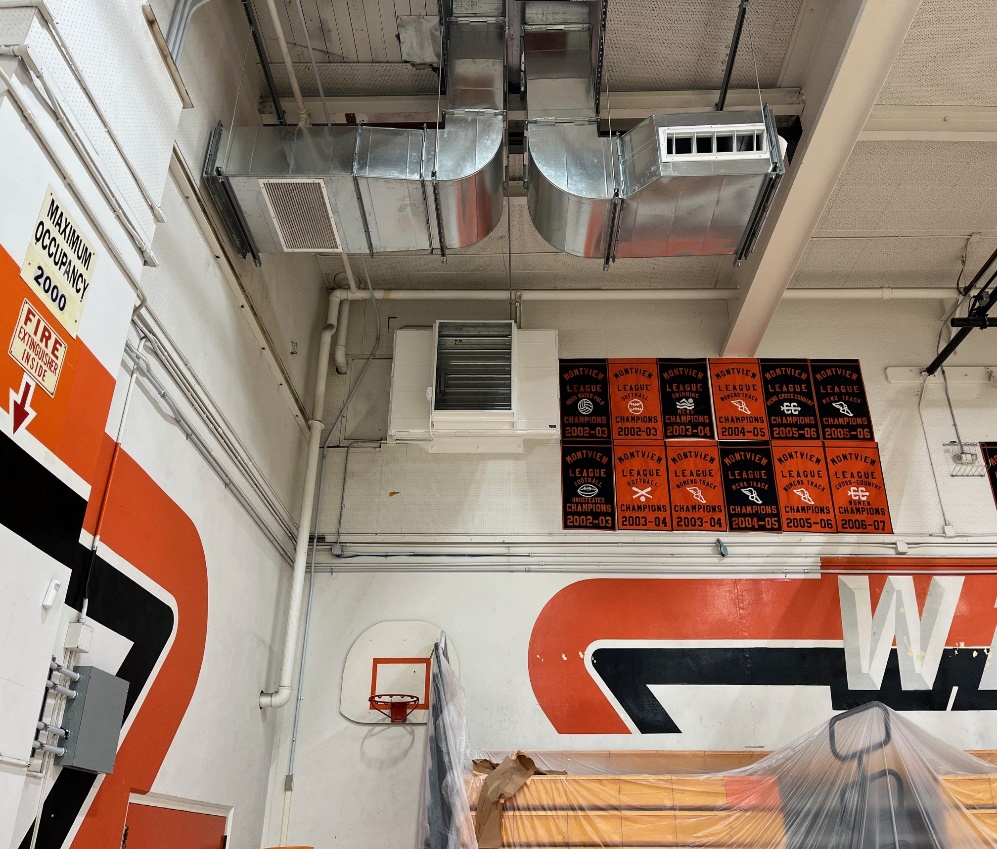 MAXIMUM
OCCUPANCY
2000
FIRE
EXTINGUISHER
INSIDE
MONTVIEW
LEAGUE
CHAMPIONS
2002-03
MONTVIEW
LEAGUE
SOFTBALL
CHAMPIONS
2002-03
MONTVIEW
LEAGUE
SWIMMING
MENS
CHAMPIONS
2003-04
MONTVIEW
LEAGUE
WOMENS TRACK
CHAMPIONS
2004-05
MONTVIEW
LEAGUE
CC
CHAMPIONS
2005-06
MONTVIEW
LEAGUE
MENS TRACK
CHAMPIONS
2005-06
MONTVIEW
LEAGUE
FOOTBALL
UNDEFEATED
CHAMPIONS
2002-03
MONTVIEW
LEAGUE
SOFTBALL
CHAMPIONS
2003-04
MONTVIEW
LEAGUE
WOMENS TRACK
CHAMPIONS
2003-04
MONTVIEW
LEAGUE
MENS TRACK
CHAMPIONS
2004-05
MONTVIEW
LEAGUE
WOMENS TRACK
CHAMPIONS
2005-06
MONTVIEW
LEAGUE
CROSS-COUNTRY
CC
WOMEN
CHAMPIONS
2006-07
W